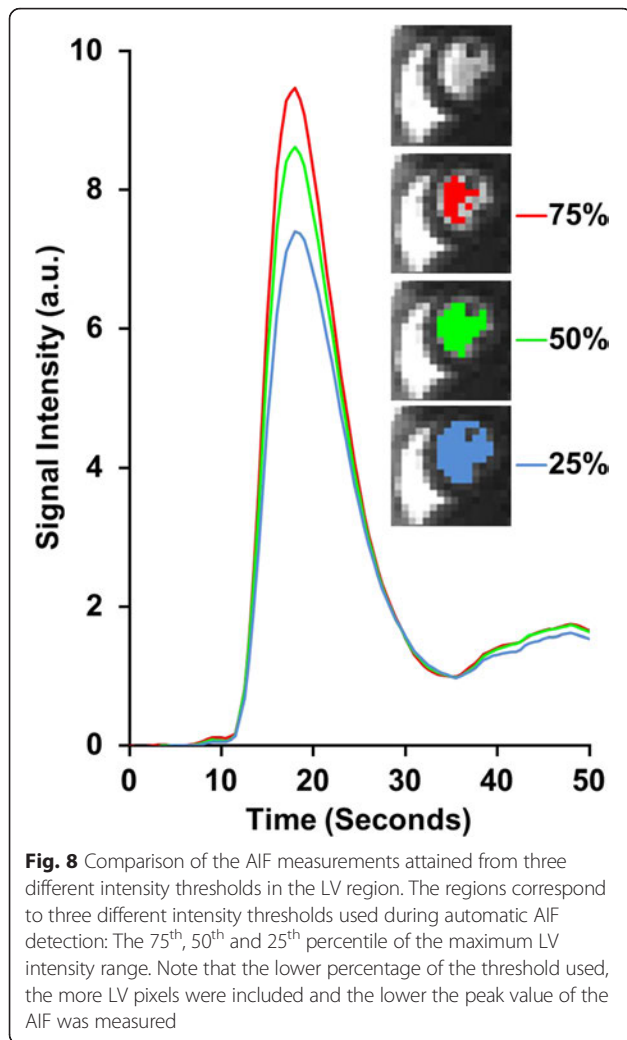 10
8
6
4
2
0
Signal Intensity (a.u.)
75%
50%
25%
0 10 20 30 40 50
Time (Seconds)
Fig. 8 Comparison of the AIF measurements attained from three
different intensity thresholds in the LV region. The regions correspond
to three different intensity thresholds used during automatic AIF
detection: The 75th, 50th and 25th percentile of the maximum LV
intensity range. Note that the lower percentage of the threshold used,
the more LV pixels were included and the lower the peak value of the
AIF was measured